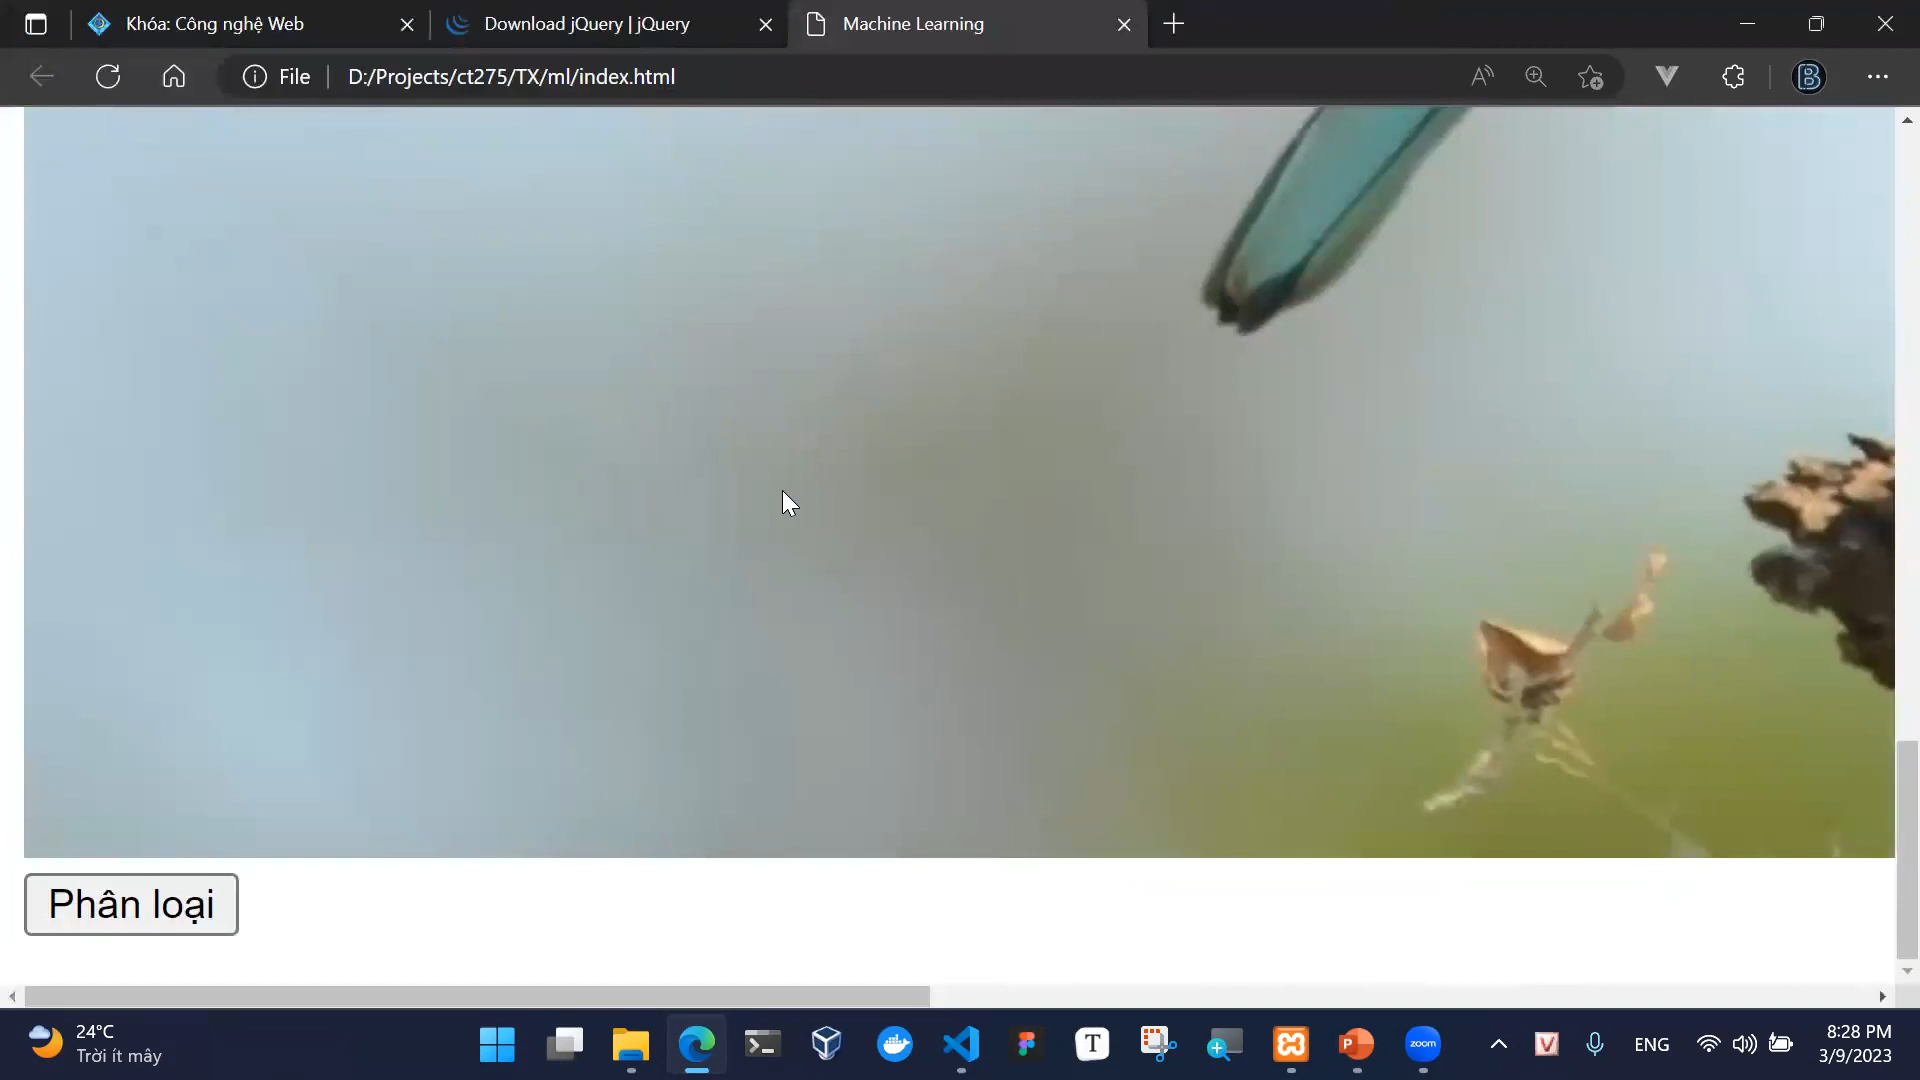 Khóa: Công nghệ Web
Download jQuery | jQuery
Machine Learning
File
D:/Projects/ct275/TX/ml/index.html
Phân loại
24°C
Trời ít mây
T
zoom
V
ENG
8:28 PM
3/9/2023